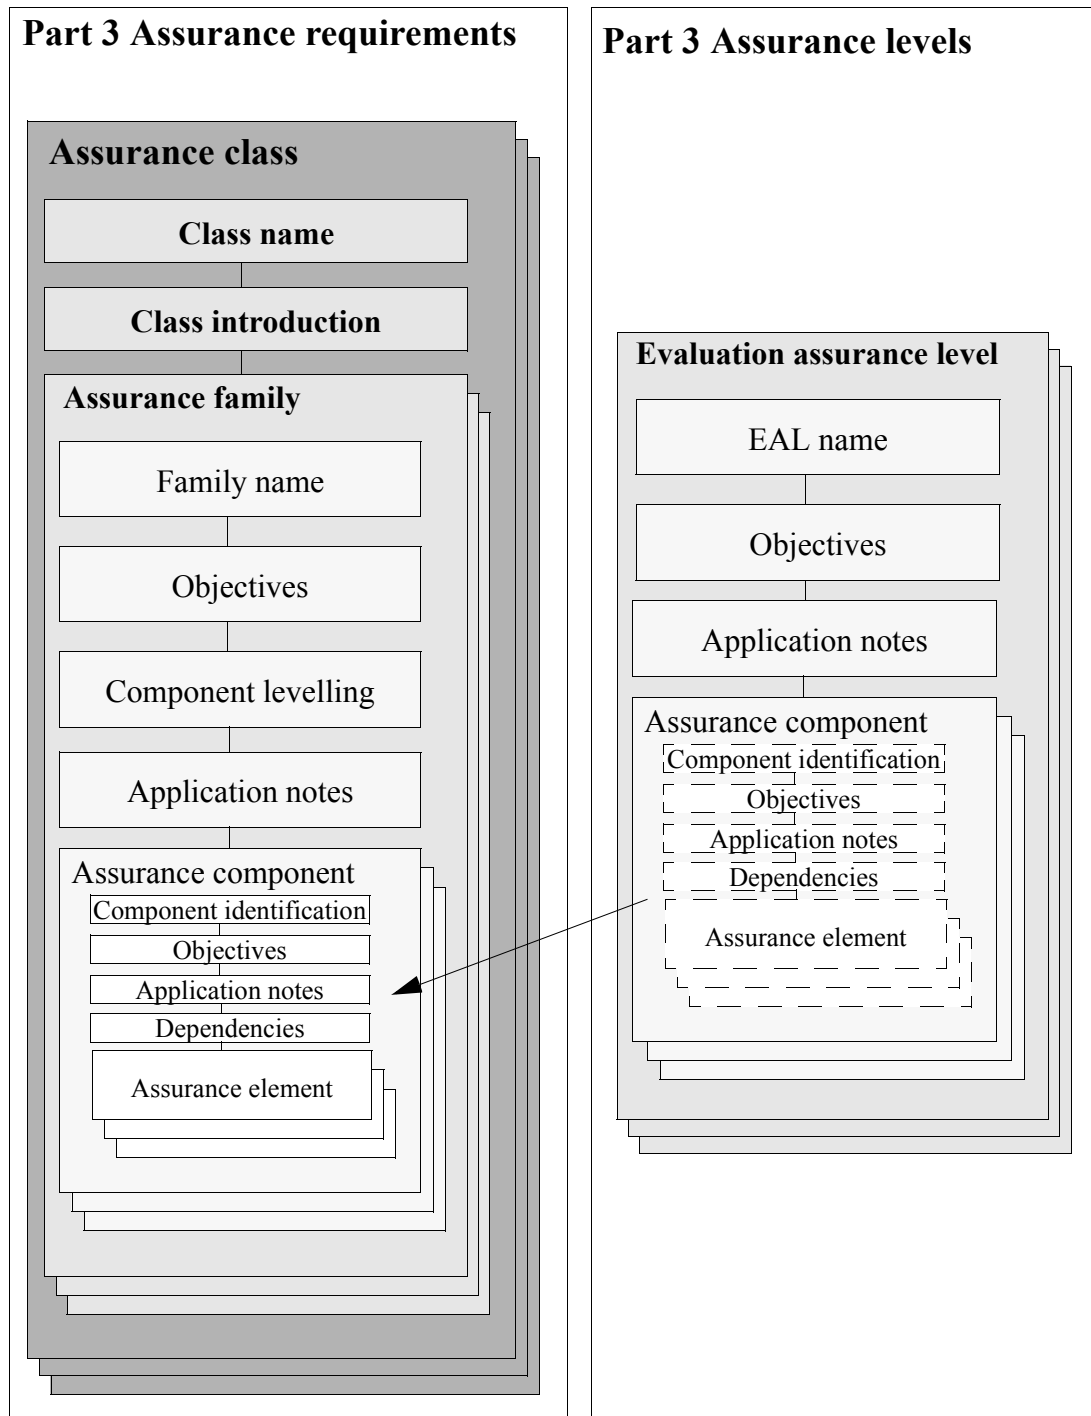 Part 3 Assurance requirements
Assurance class
Class name
Class introduction
Assurance family
Family name
Objectives
Component levelling
Application notes
Assurance component
Component identification
Objectives
Application notes
Dependencies
Assurance element
Part 3 Assurance levels
Evaluation assurance level
EAL name
Objectives
Application notes
Assurance component
Component identification
Objectives
Application notes
Dependencies
Assurance element